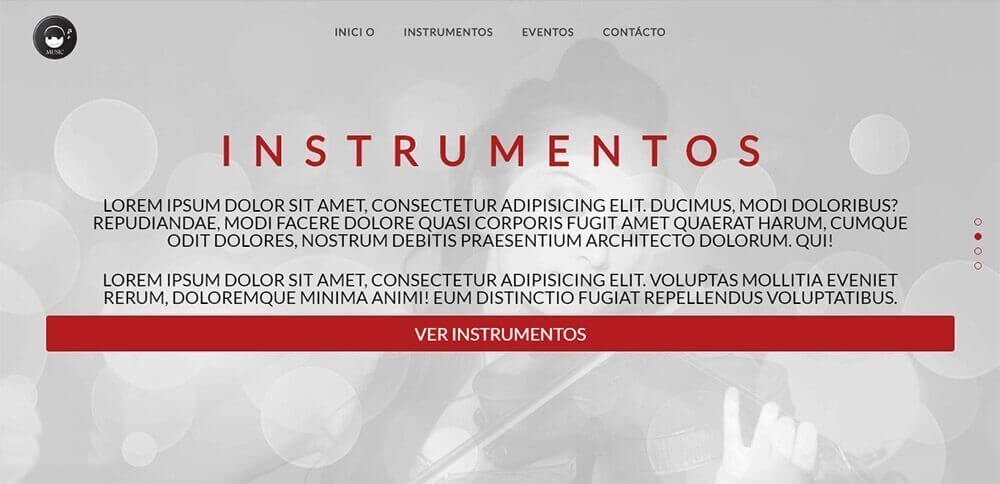 MUSIC
INICI O INSTRUMENTOS EVENTOS CONTÁCTO
INSTRUMENTOS
LOREM IPSUM DOLOR SIT AMET, CONSECTETUR ADIPISICING ELIT. DUCIMUS, MODI DOLORIBUS?
REPUDIANDAE, MODI FACERE DOLORE QUASI CORPORIS FUGIT AMET QUAERAT HARUM, CUMQUE
ODIT DOLORES, NOSTRUM DEBITIS PRAESENTIUM ARCHITECTO DOLORUM. QUI!
LOREM IPSUM DOLOR SIT AMET, CONSECTETUR ADIPISICING ELIT. VOLUPTAS MOLLITIA EVENIET
RERUM, DOLOREMQUE MINIMA ANIMI! EUM DISTINCTIO FUGIAT REPELLENDUS VOLUPTATIBUS.
VER INSTRUMENTOS